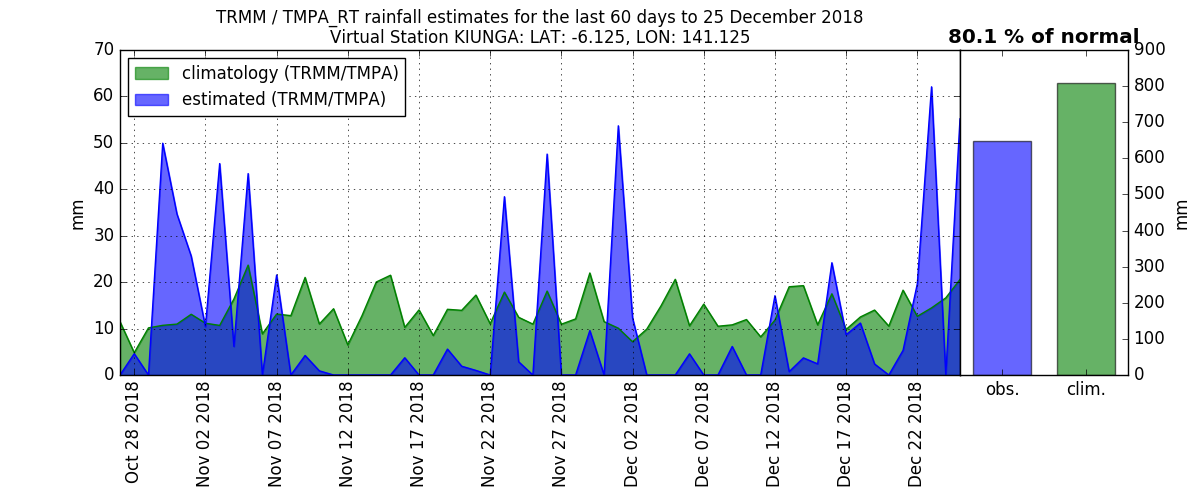 TRMM / TMPA_RT rainfall estimates for the last 60 days to 25 December 2018
Virtual Station KIUNGA: LAT: -6.125, LON: 141.125
80.1 % of normal
climatology (TRMM/TMPA)
estimated (TRMM/TMPA)
70
60
50
40
30
20
10
0
mm
Oct 28 2018
Nov 02 2018
Nov 07 2018
Nov 12 2018
Nov 17 2018
Nov 22 2018
Nov 27 2018
Dec 02 2018
Dec 07 2018
Dec 12 2018
Dec 17 2018
Dec 22 2018
obs.
clim.
900
800
700
600
500
400
300
200
100
0
mm